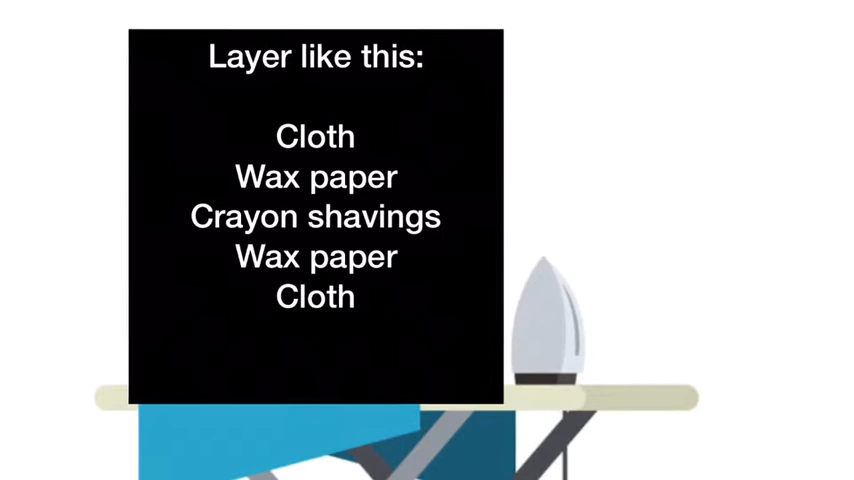 Layer like this:
Cloth
Wax paper
Crayon shavings
Wax paper
Cloth